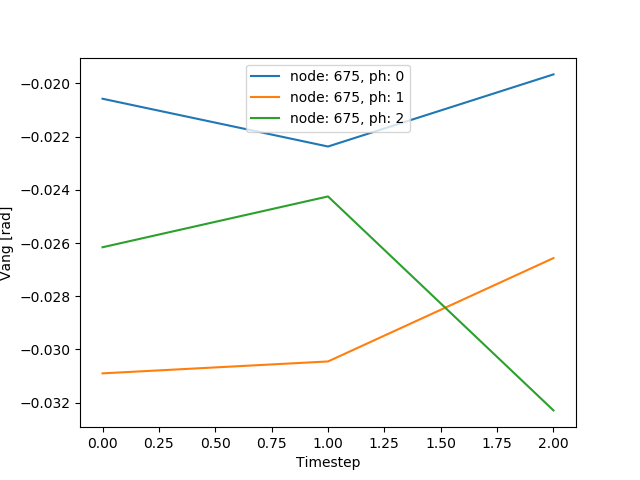 node: 675, ph: 0
node: 675, ph: 1
node: 675, ph: 2
−0.020
−0.022
−0.024
−0.026
−0.028
−0.030
−0.032
Vang [rad]
0.00 0.25 0.50 0.75 1.00 1.25 1.50 1.75 2.00
Timestep